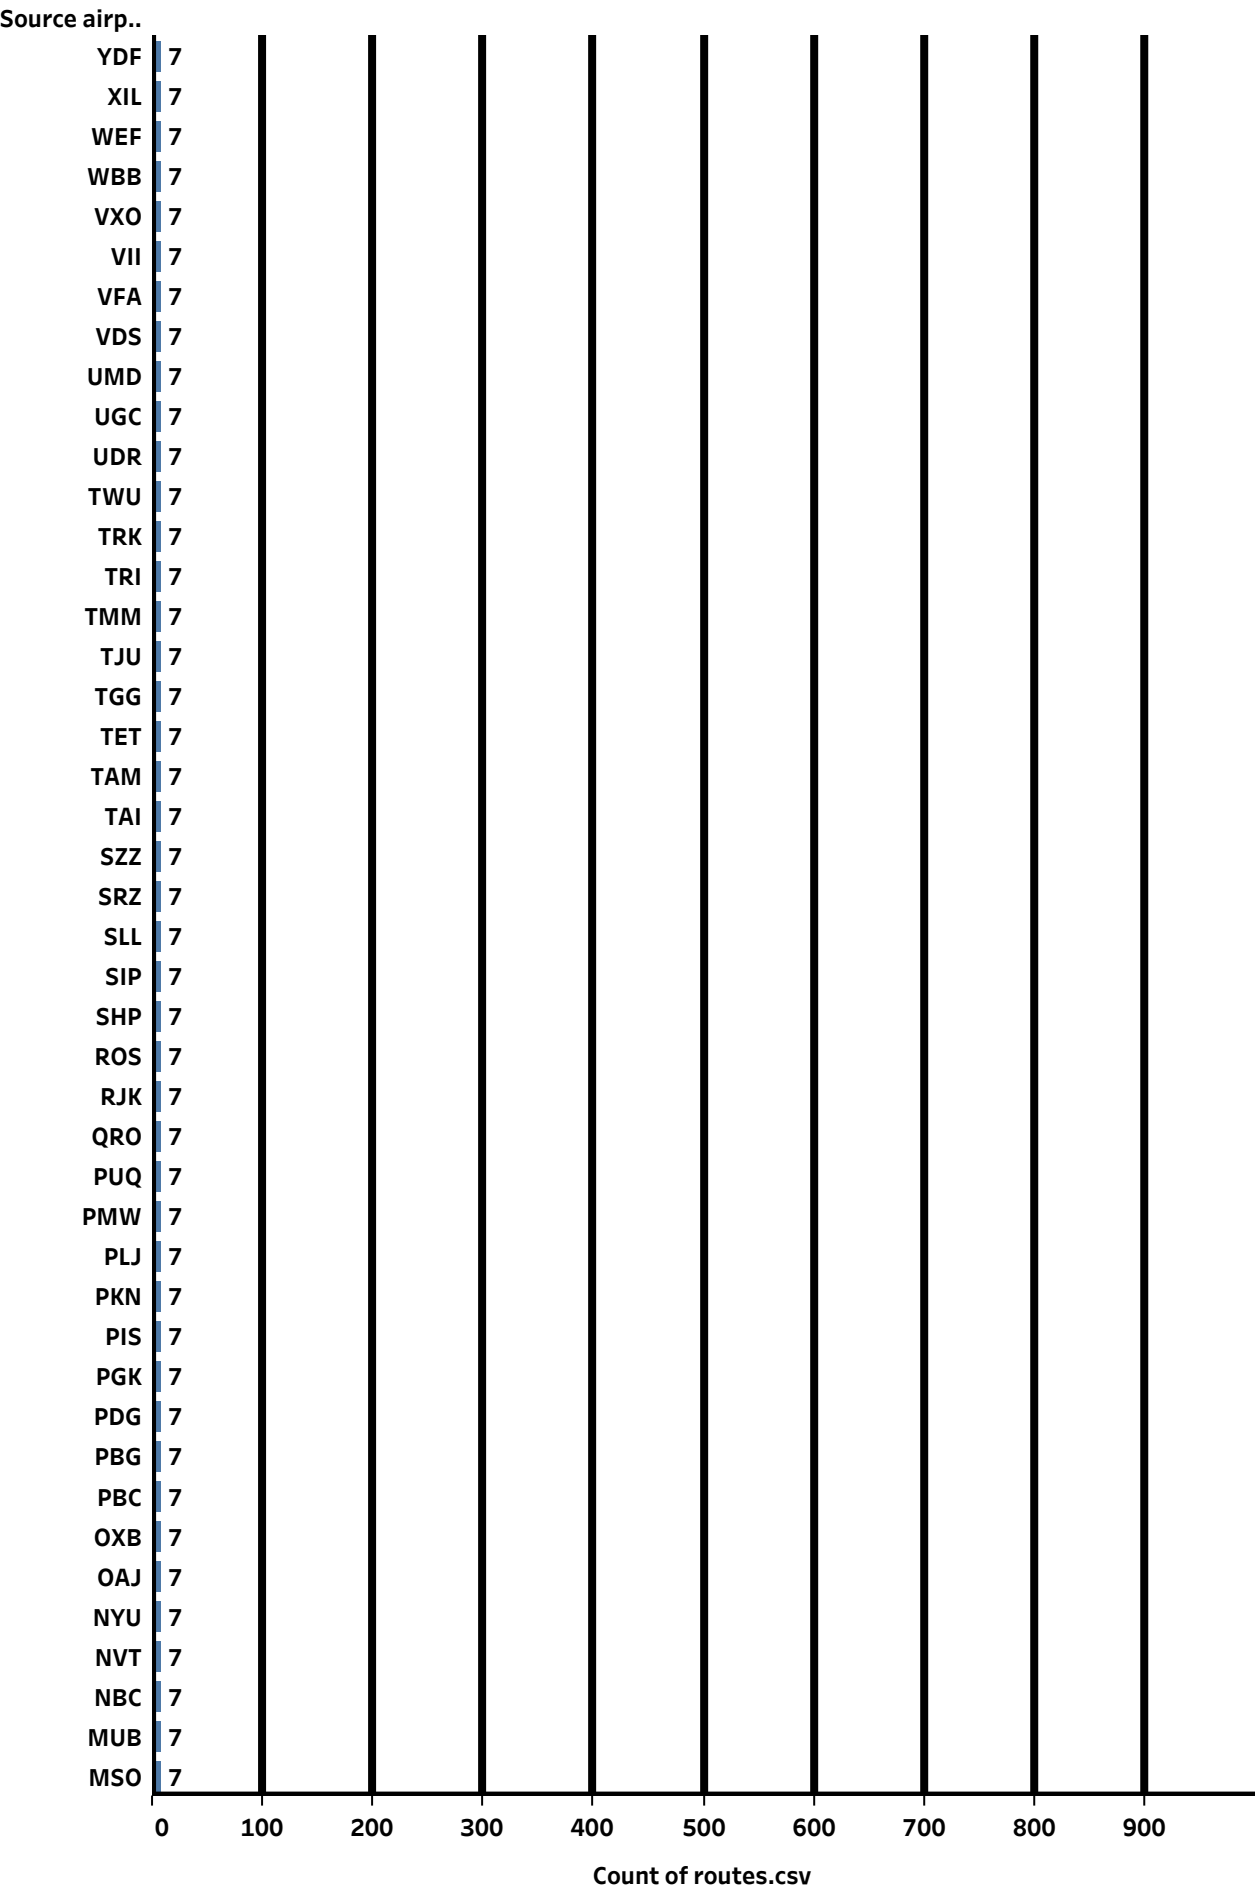 Source airp..
YDF 7
XIL 7
WEF 7
WBB 7
VXO 7
VII 7
VFA 7
VDS 7
UMD 7
UGC 7
UDR 7
TWU 7
TRK 7
TRI 7
TMM 7
TJU 7
TGG 7
TET 7
TAM 7
TAI 7
SZZ 7
SRZ 7
SLL 7
SIP 7
SHP 7
ROS 7
RJK 7
QRO 7
PUQ 7
PMW 7
PLJ 7
PKN 7
PIS 7
PGK 7
PDG 7
PBG 7
PBC 7
OXB 7
OAJ 7
NYU 7
NVT 7
NBC 7
MUB 7
MSO 7
0 100 200 300 400 500 600 700 800 900
Count of routes.csv